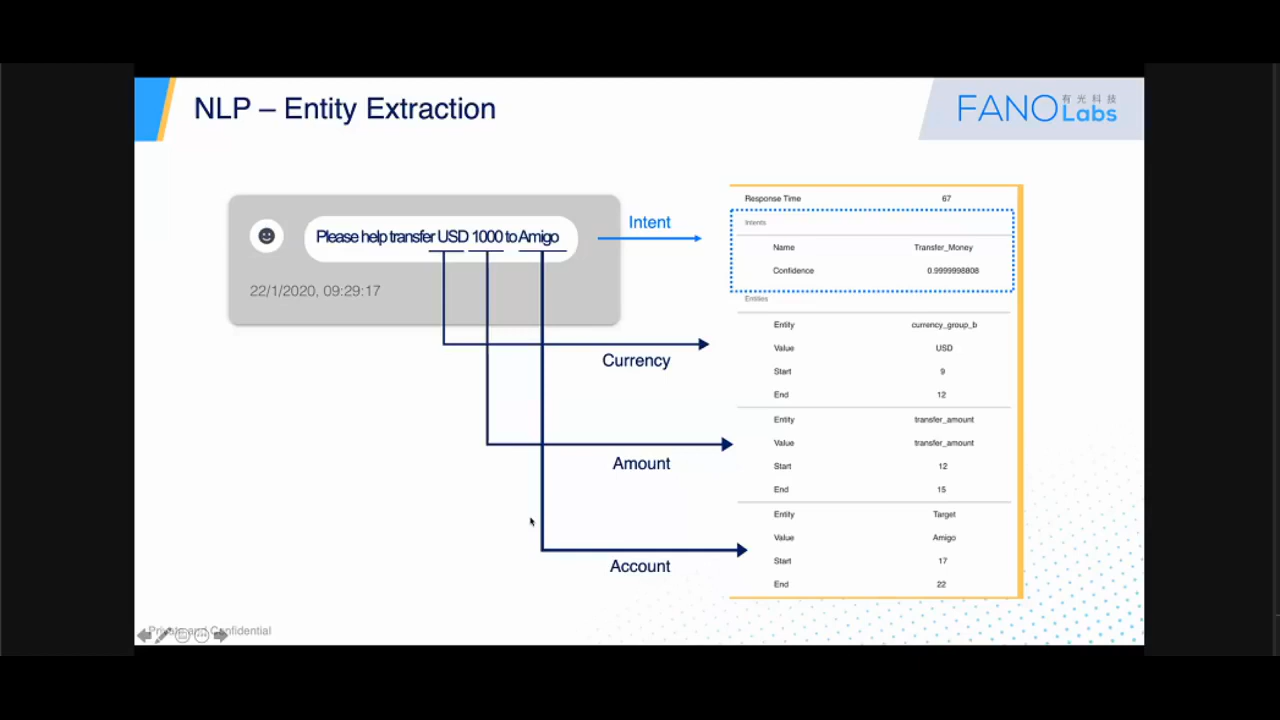 NLP – Entity Extraction
FANO Labs
有光科技
Please help transfer USD 1000 to Amigo
22/1/2020, 09:29:17
Intent
Currency
Amount
Account
Response Time 67
Intents
Name Transfer_Money
Confidence 0.9999998808
Entities
Entity currency_group_b
Value USD
Start 9
End 12
Entity transfer_amount
Value transfer_amount
Start 12
End 15
Entity Target
Value Amigo
Start 17
End 22
Private and Confidential